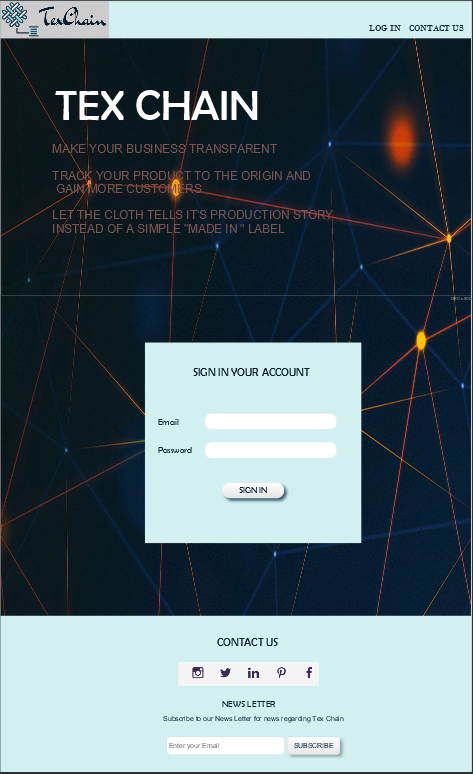 TexChain
LOG IN CONTACT US
TEX CHAIN
MAKE YOUR BUSINESS TRANSPARENT
TRACK YOUR PRODUCT TO THE ORIGIN AND
GAIN MORE CUSTOMERS
LET THE CLOTH TELLS IT'S PRODUCTION STORY
INSTEAD OF A SIMPLE "MADE IN " LABEL
SIGN IN YOUR ACCOUNT
Email
Password
SIGN IN
CONTACT US
NEWS LETTER
Subscribe to our News Letter for news regarding Tex Chain
Enter your Email SUBSCRIBE